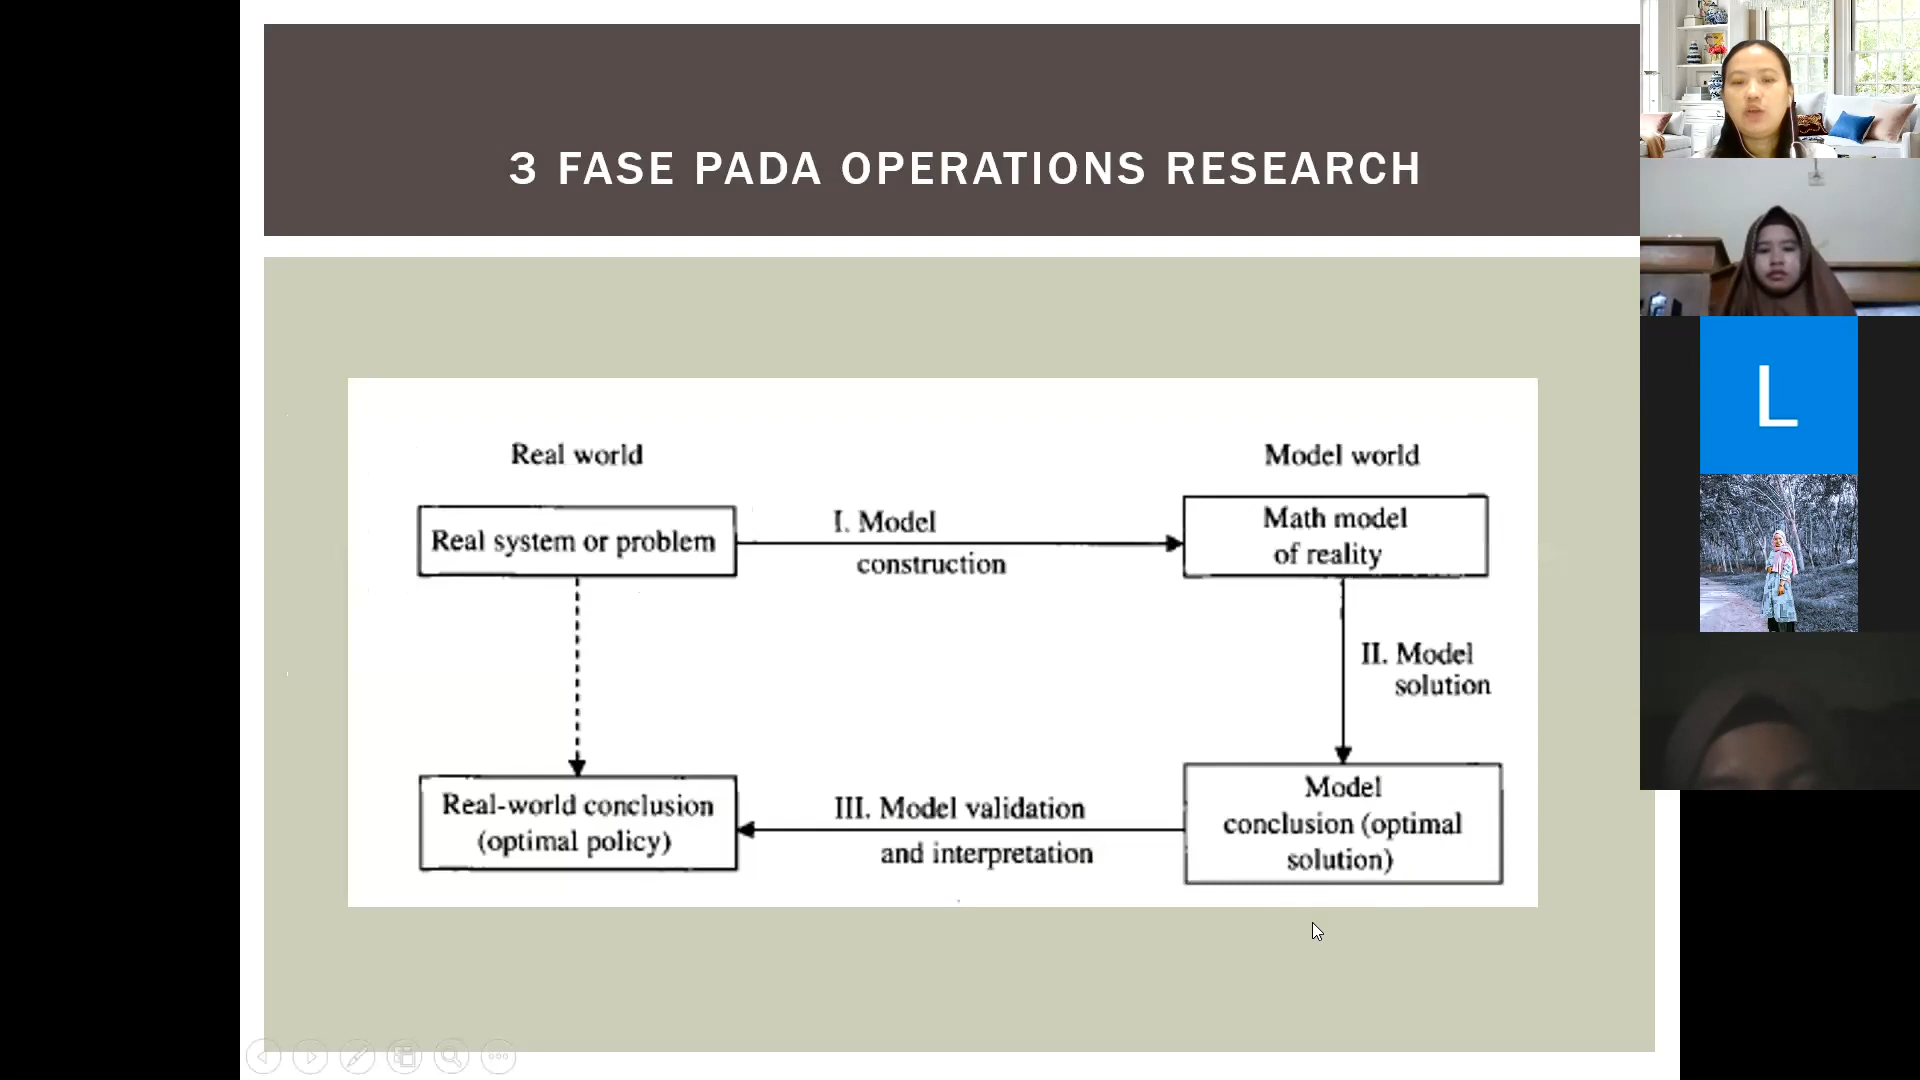 3 FASE PADA OPERATIONS RESEARCH
Real world
Model world
Real system or problem
I. Model
construction
Math model
of reality
II. Model
solution
Real-world conclusion
(optimal policy)
III. Model validation
and interpretation
Model
conclusion (optimal
solution)
L